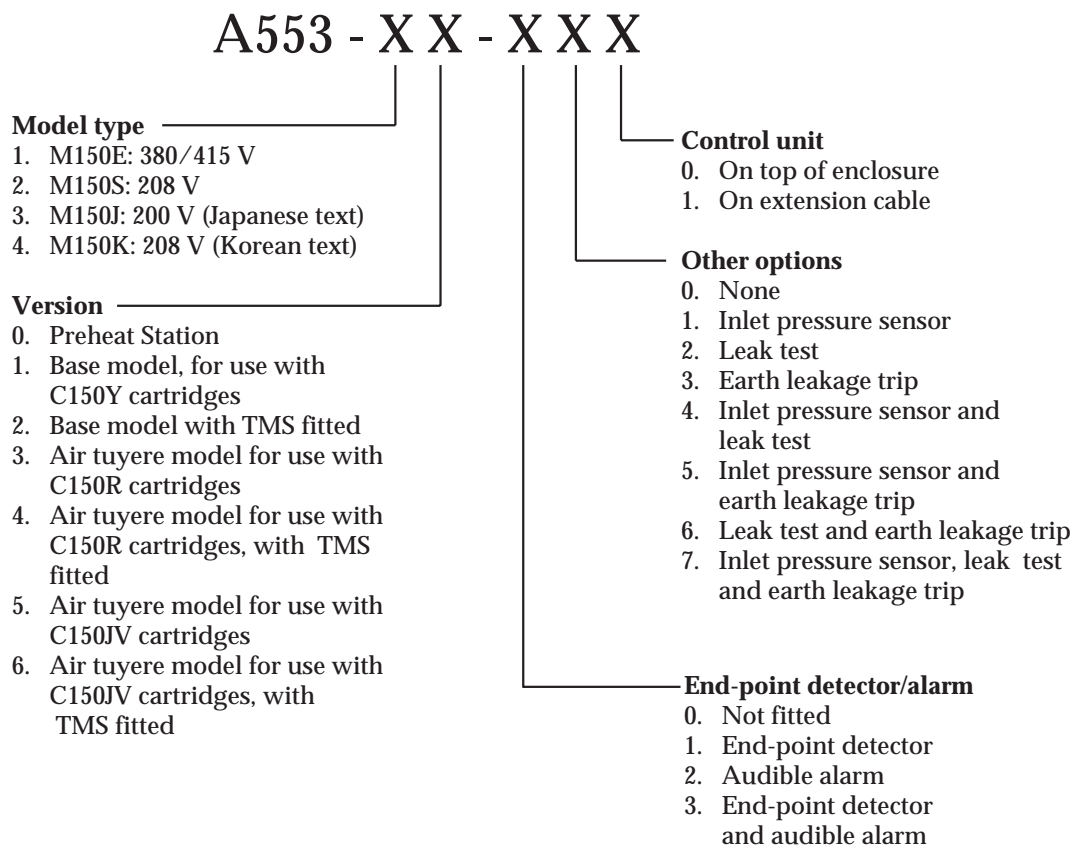 A553 - X X - X X X
Model type
1. M150E: 380/415 V
2. M150S: 208 V
3. M150J: 200 V (Japanese text)
4. M150K: 208 V (Korean text)
Version
0. Preheat Station
1. Base model, for use with
C150Y cartridges
2. Base model with TMS fitted
3. Air tuyere model for use with
C150R cartridges
4. Air tuyere model for use with
C150R cartridges, with TMS
fitted
5. Air tuyere model for use with
C150JV cartridges
6. Air tuyere model for use with
C150JV cartridges, with
TMS fitted
Control unit
0. On top of enclosure
1. On extension cable
Other options
0. None
1. Inlet pressure sensor
2. Leak test
3. Earth leakage trip
4. Inlet pressure sensor and
leak test
5. Inlet pressure sensor and
earth leakage trip
6. Leak test and earth leakage trip
7. Inlet pressure sensor, leak test
and earth leakage trip
End-point detector/alarm
0. Not fitted
1. End-point detector
2. Audible alarm
3. End-point detector
and audible alarm